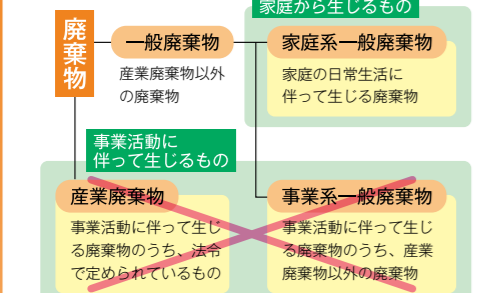 家庭から生じるもの
廃棄物
一般廃棄物
産業廃棄物以外
の廃棄物
家庭系一般廃棄物
家庭の日常生活に
伴って生じる廃棄物
事業活動に
伴って生じるもの
産業廃棄物
事業活動に伴って生じ
る廃棄物のうち、法令
で定められているもの
事業系一般廃棄物
事業活動に伴って生じ
る廃棄物のうち、産業
廃棄物以外の廃棄物